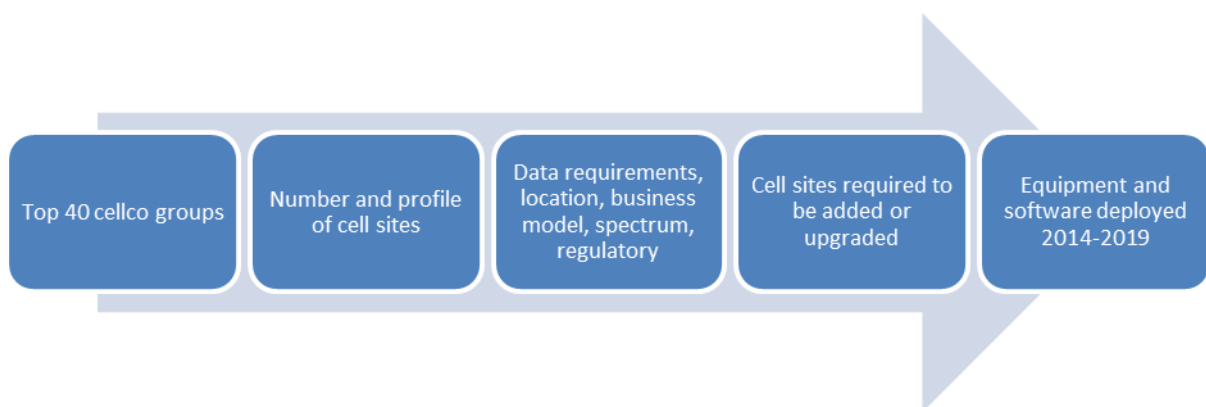 Top 40 cellco groups
Number and profile
of cell sites
Data requirements,
location, business
model, spectrum,
regulatory
Cell sites required to
be added or
upgraded
Equipment and
software deployed
2014-2019